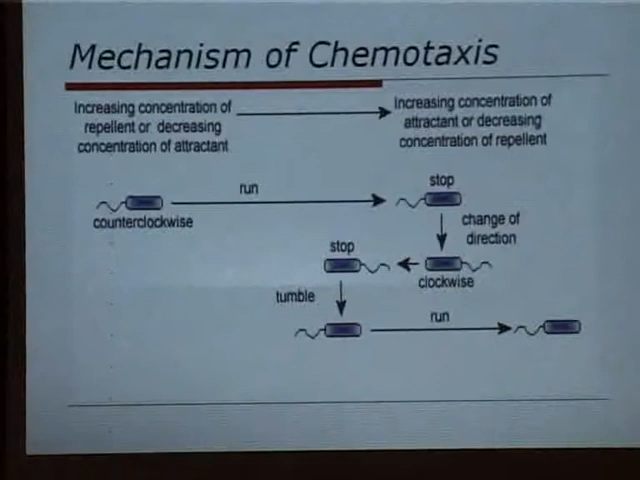 Mechanism of Chemotaxis
Increasing concentration of
repellent or decreasing
concentration of attractant
Increasing concentration of
attractant or decreasing
concentration of repellent
run
stop
counterclockwise
change of
direction
stop
clockwise
tumble
run